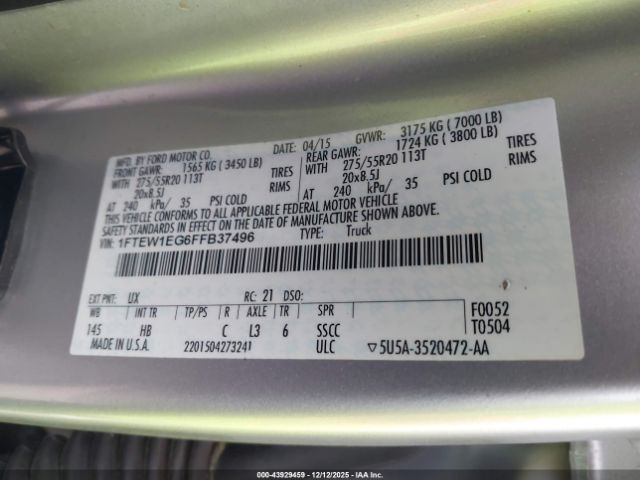 MFD. BY FORD MOTOR CO. DATE: 04/15 GVWR: 3175 KG ( 7000 LB)
FRONT GAWR: 1565 KG ( 3450 LB) REAR GAWR: 1724 KG ( 3800 LB)
WITH 275/55R20 113T TIRES WITH 275/55R20 113T TIRES
20x8.5J RIMS 20x8.5J RIMS
AT 240 kPa/ 35 PSI COLD AT 240 kPa/ 35 PSI COLD
THIS VEHICLE CONFORMS TO ALL APPLICABLE FEDERAL MOTOR VEHICLE
SAFETY STANDARDS IN EFFECT ON THE DATE OF MANUFACTURE SHOWN ABOVE.
VIN: 1FTEW1EG6FFB37496 TYPE: Truck
EXT PNT: UX RC: 21 DSO: F0052
WB INT TR TP/PS R AXLE TR SPR T0504
145 HB C L3 6 SSCC
MADE IN U.S.A. 220150427324 ULC ▽5U5A-3520472-AA
000-43929459 | 12/12/2025 - IAA Inc.